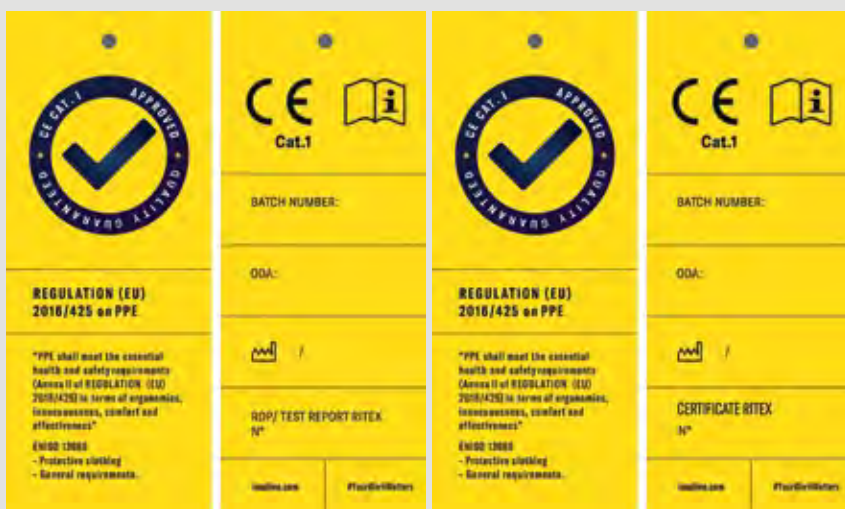 CE CAT. I APPROVED
QUALITY GUARANTEED
REGULATION (EU)
2016/425 on PPE
"PPE shall meet the essential
health and safety requirements
(Annex II of REGULATION (EU)
2016/425) in terms of ergonomics,
innocuousness, comfort and
effectiveness"
EN ISO 13688
- Protective clothing
- General requirements.
CE
i
Cat.1
BATCH NUMBER:
ODA:
/
RDP/ TEST REPORT RITEX
N°
CE CAT. I APPROVED
QUALITY GUARANTEED
REGULATION (EU)
2016/425 on PPE
"PPE shall meet the essential
health and safety requirements
(Annex II of REGULATION (EU)
2016/425) in terms of ergonomics,
innocuousness, comfort and
effectiveness"
EN ISO 13688
- Protective clothing
- General requirements.
CE
i
Cat.1
BATCH NUMBER:
ODA:
/
CERTIFICATE RITEX
N°